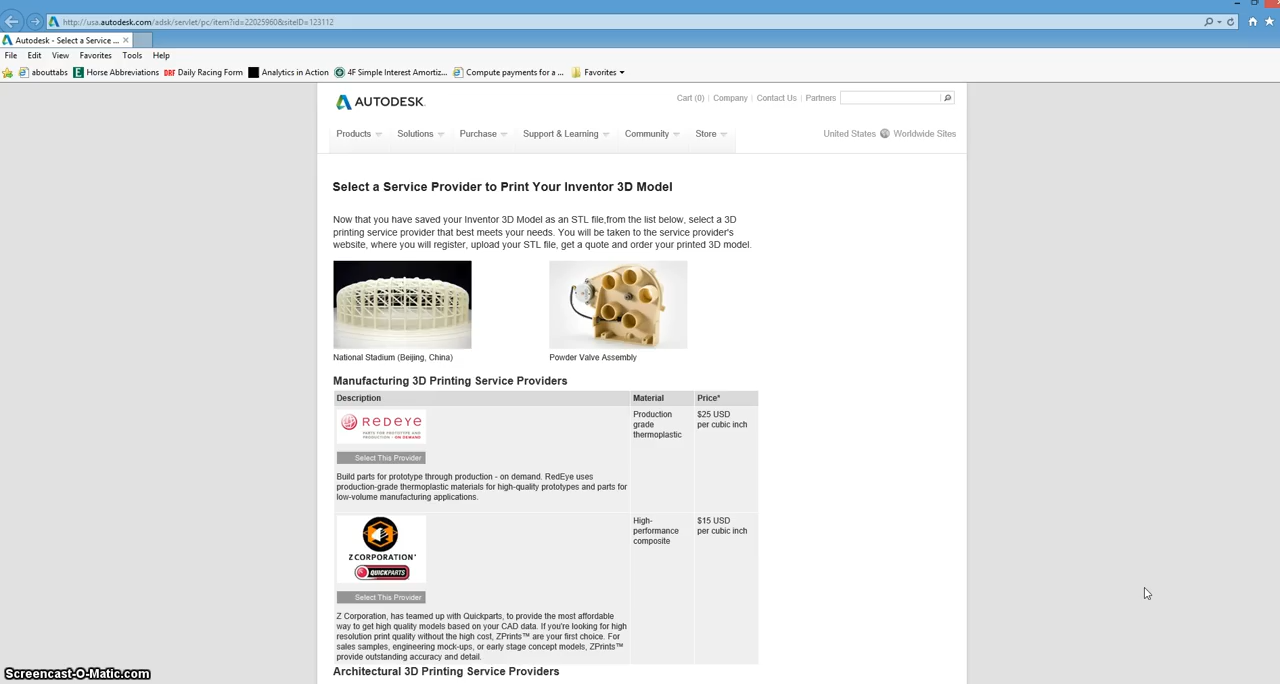 http://usa.autodesk.com/adsk/servlet/pc/item?id=22025960&siteID=123112
Autodesk - Select a Service ...
File Edit View Favorites Tools Help
abouttabs Horse Abbreviations DRF Daily Racing Form Analytics in Action 4F Simple Interest Amortiz... Compute payments for a ... Favorites
AUTODESK.
Cart (0) | Company | Contact Us | Partners
Products Solutions Purchase Support & Learning Community Store
United States Worldwide Sites
Select a Service Provider to Print Your Inventor 3D Model
Now that you have saved your Inventor 3D Model as an STL file,from the list below, select a 3D
printing service provider that best meets your needs. You will be taken to the service provider's
website, where you will register, upload your STL file, get a quote and order your printed 3D model.
National Stadium (Beijing, China)
Powder Valve Assembly
Manufacturing 3D Printing Service Providers
Description Material Price*
REDEYE
PARTS FOR PROTOTYPE AND
PRODUCTION - ON DEMAND
Select This Provider
Build parts for prototype through production - on demand. RedEye uses
production-grade thermoplastic materials for high-quality prototypes and parts for
low-volume manufacturing applications.
Production
grade
thermoplastic
$25 USD
per cubic inch
Z CORPORATION
QUICKPARTS
Select This Provider
Z Corporation, has teamed up with Quickparts, to provide the most affordable
way to get high quality models based on your CAD data. If you're looking for high
resolution print quality without the high cost, ZPrints™ are your first choice. For
sales samples, engineering mock-ups, or early stage concept models, ZPrints™
provide outstanding accuracy and detail.
High-
performance
composite
$15 USD
per cubic inch
Architectural 3D Printing Service Providers
Screencast-O-Matic.com